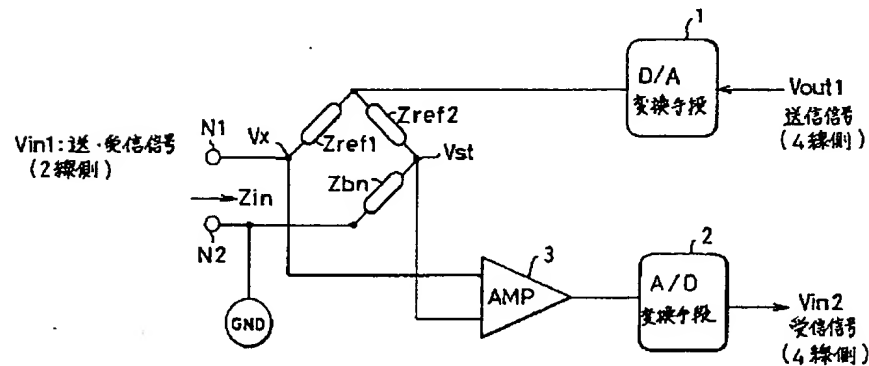 1
D/A
変換手段
Vout1
送信信号
(4線側)
Vin1:送・受信信号
(2線側)
N1
Vx
Zref1
Zref2
Vst
Zbn
Zin
N2
GND
3
AMP
2
A/D
変換手段
Vin2
受信信号
(4線側)